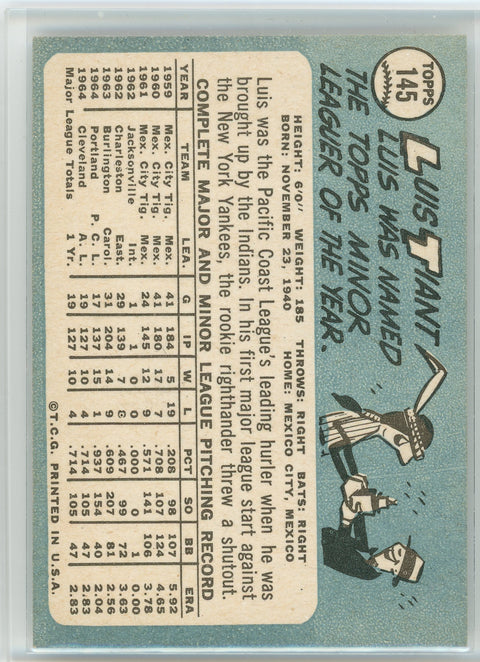 TOPPS
145
LUIS TIANT
LUIS WAS NAMED
THE TOPPS MINOR
LEAGUER OF THE YEAR.
HEIGHT: 6'0" WEIGHT: 185 THROWS: RIGHT BATS: RIGHT
BORN: NOVEMBER 23, 1940 HOME: MEXICO CITY, MEXICO
Luis was the Pacific Coast League's leading hurler when he was
brought up by the Indians. In his first major league start against
the New York Yankees, the rookie righthander threw a shutout.
COMPLETE MAJOR AND MINOR LEAGUE PITCHING RECORD
YEAR TEAM LEA. G IP W L PCT SO BB ERA
1959 Mex. City Tig. Mex. 41 184 5 19 .208 98 107 5.92
1960 Mex. City Tig. Mex. 41 180 17 7 .708 107 124 4.65
1961 Mex. City Tig. Mex. 24 145 12 9 .571 141 106 3.78
1962 Jacksonville Int. 1 1 0 0 .000 0 1 0.00
1962 Charleston East. 29 139 7 8 .467 99 72 3.63
1963 Burlington Carol. 31 204 14 9 .609 207 81 2.56
1964 Portland P. C. L. 17 137 15 1 .937 154 40 2.04
1964 Cleveland A. L. 19 127 10 4 .714 105 47 2.83
Major League Totals 1 Yr. 19 127 10 4 .714 105 47 2.83
©T.C.G. PRINTED IN U.S.A.